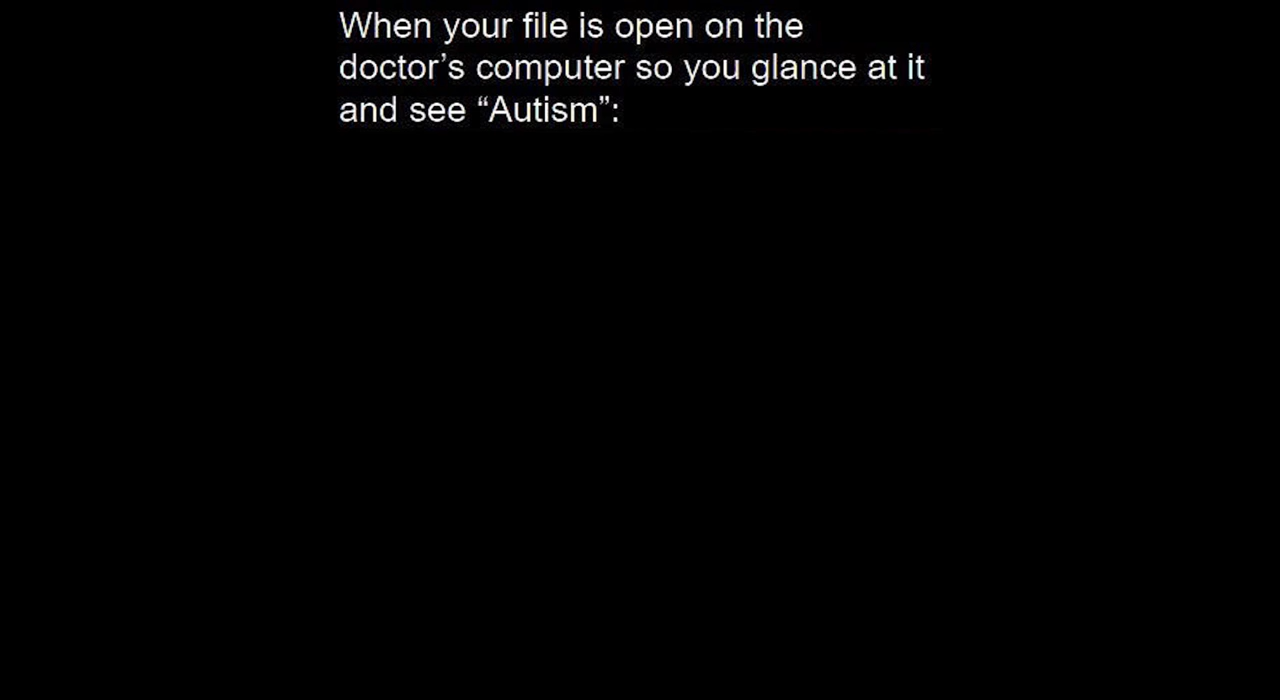 When your file is open on the
doctor’s computer so you glance at it
and see “Autism”: